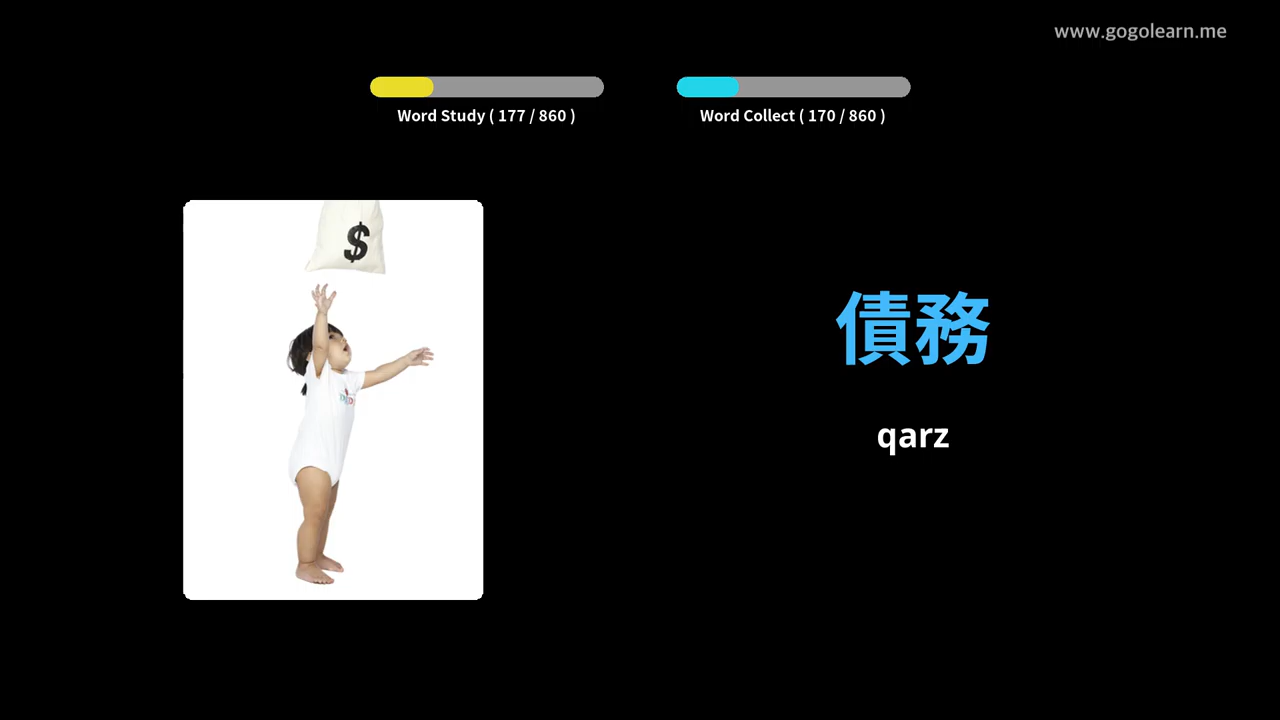 www.gogolearn.me
Word Study ( 177 / 860 )
Word Collect ( 170 / 860 )
$
債務
qarz